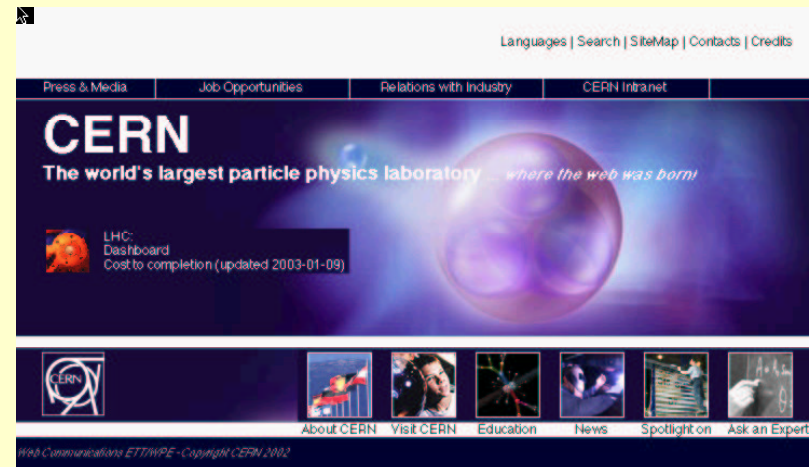 Languages | Search | SiteMap | Contacts | Credits
Press & Media Job Opportunities Relations with Industry CERN Intranet
CERN
The world's largest particle physics laboratory ... where the web was born!
LHC:
Dashboard
Cost to completion (updated 2003-01-09)
CERN
About CERN Visit CERN Education News Spotlight on Ask an Expert
Web Communications ETT/WPE - Copyright CERN 2002